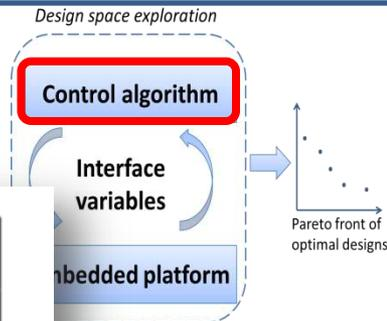 Design space exploration
Control algorithm
Interface
variables
mbedded platform
Pareto front of
optimal designs